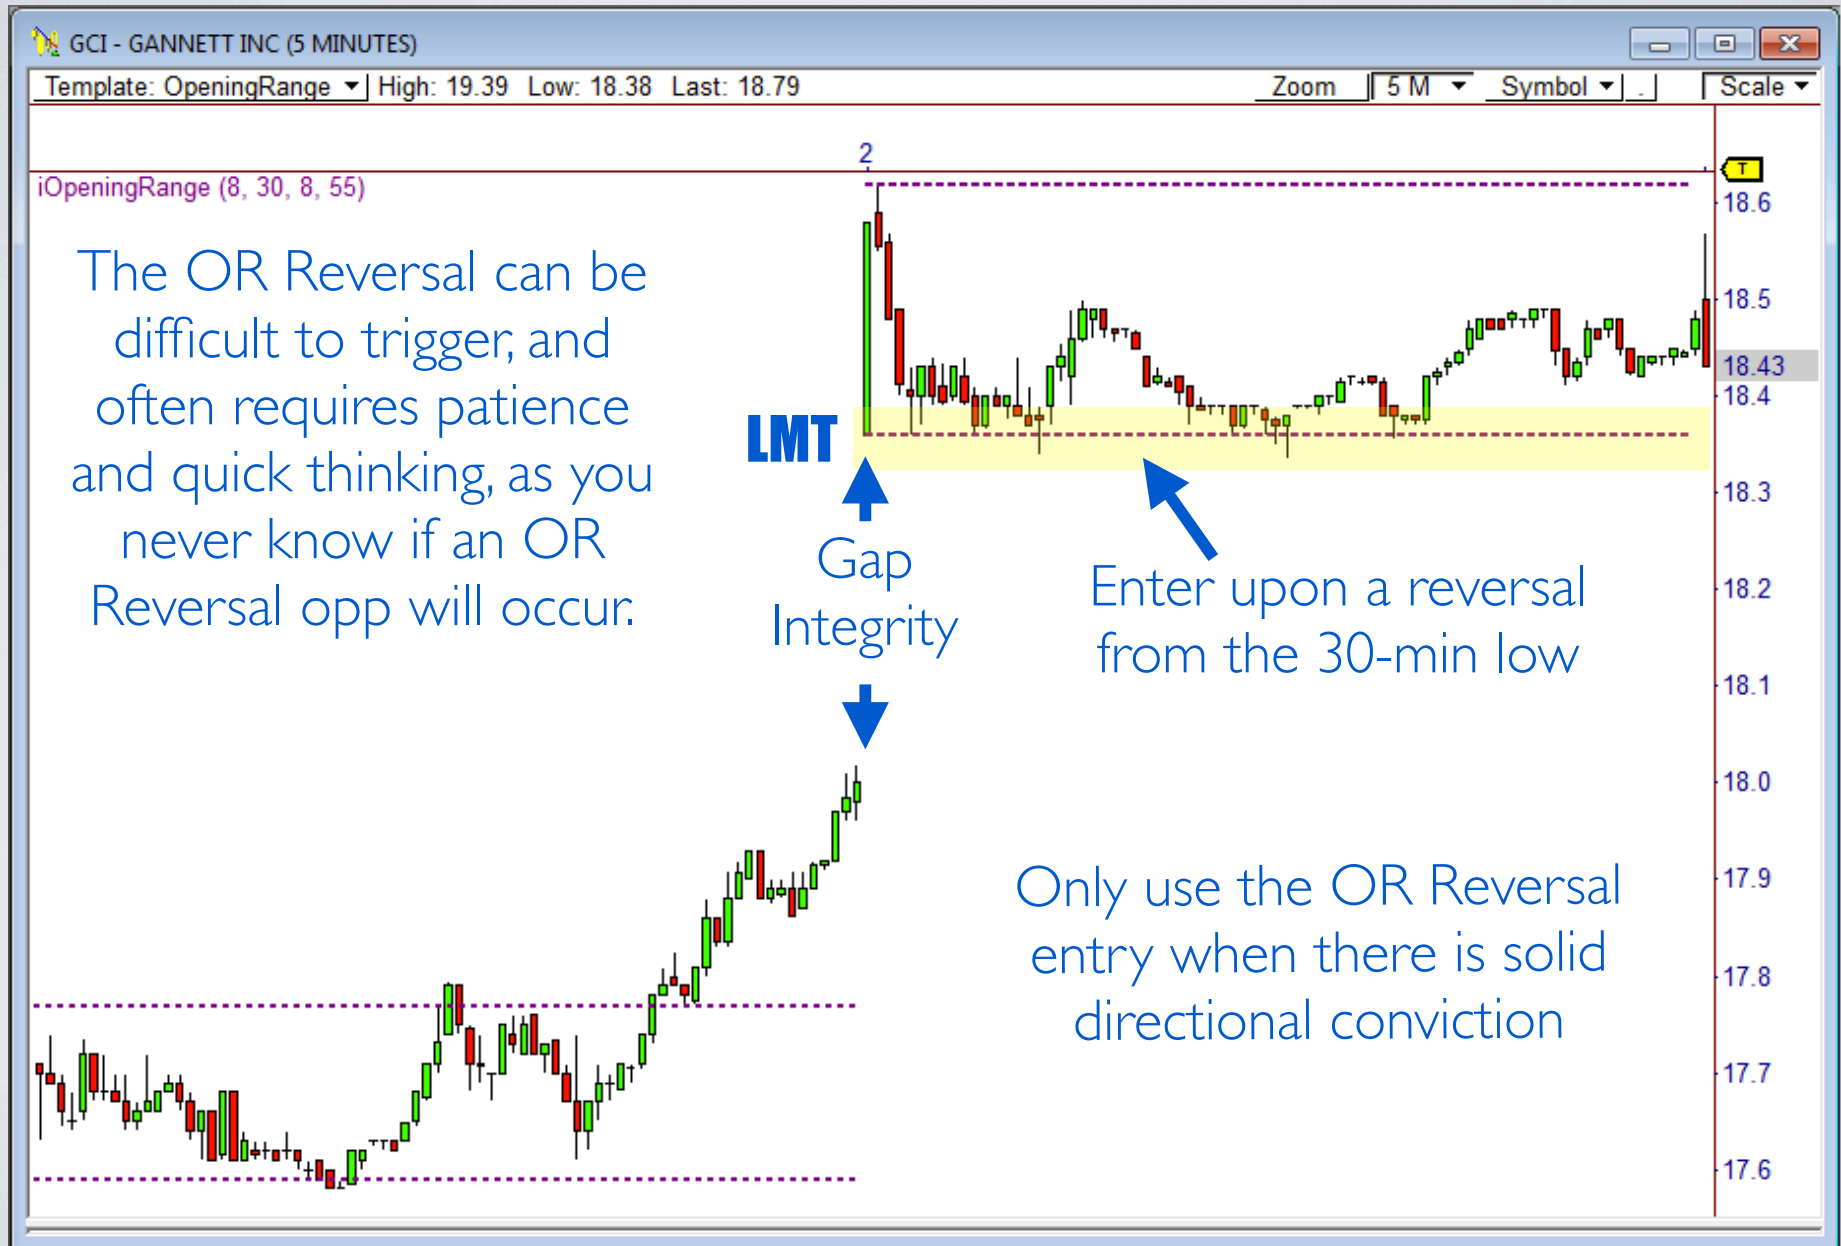 GCI - GANNETT INC (5 MINUTES)
Template: OpeningRange High: 19.39 Low: 18.38 Last: 18.79 Zoom 5 M Symbol . Scale
2
T
iOpeningRange (8, 30, 8, 55)
18.6
The OR Reversal can be
difficult to trigger, and
often requires patience
and quick thinking, as you
never know if an OR
Reversal opp will occur.
18.5
18.43
18.4
LMT
18.3
Gap
Integrity
Enter upon a reversal
from the 30-min low
18.2
18.1
18.0
Only use the OR Reversal
entry when there is solid
directional conviction
17.9
17.8
17.7
17.6